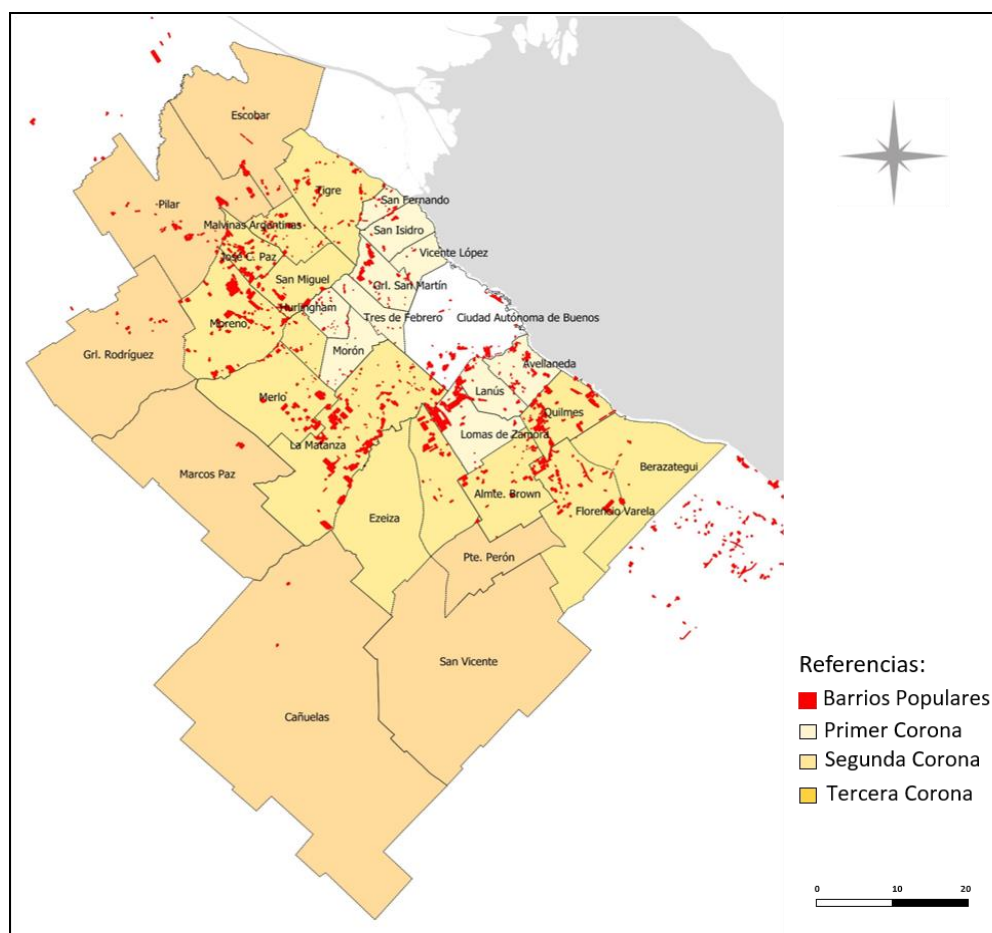 Escobar
Tigre
San Fernando
Pilar
Malvinas Argentinas
San Isidro
Vicente López
José C. Paz
San Miguel
Grl. San Martín
Hurlingham
Moreno
Tres de Febrero
Ciudad Autónoma de Buenos
Grl. Rodríguez
Morón
Avellaneda
Lanús
Merlo
Quilmes
Lomas de Zamora
La Matanza
Marcos Paz
Berazategui
Almte. Brown
Ezeiza
Florencio Varela
Pte. Perón
San Vicente
Cañuelas
Referencias:
Barrios Populares
Primer Corona
Segunda Corona
Tercera Corona
0 10 20